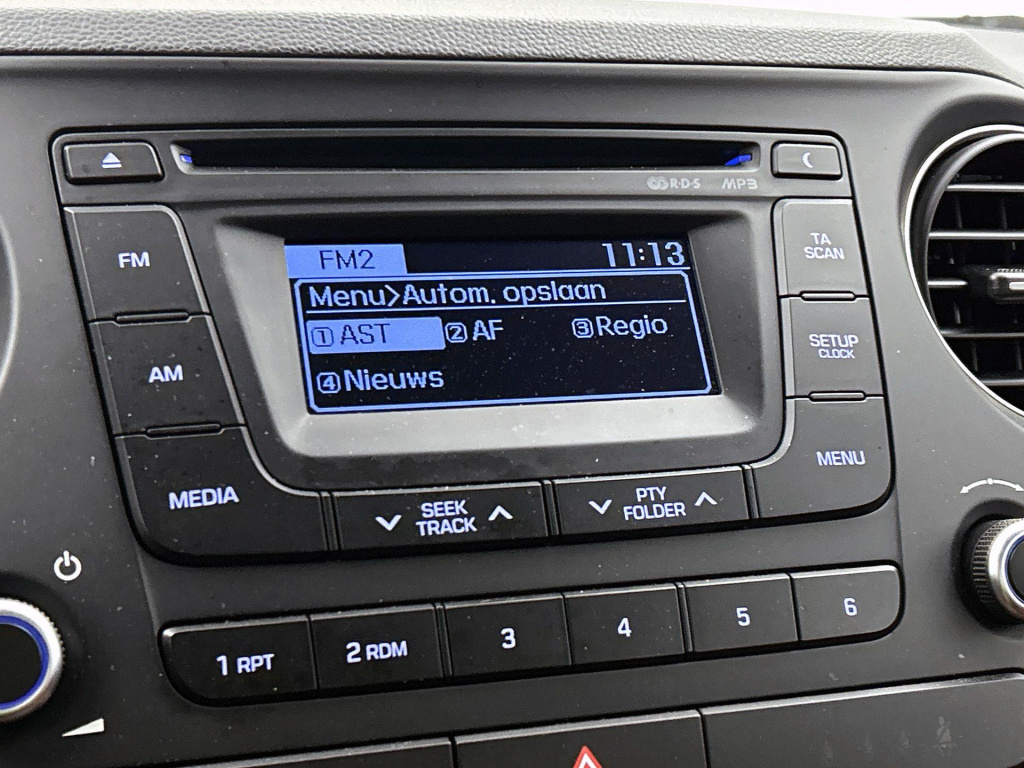 R·D·S MP3
FM
AM
MEDIA
FM2 11:13
Menu>Autom. opslaan
1 AST 2 AF 3 Regio
4 Nieuws
TA
SCAN
SETUP
CLOCK
MENU
SEEK
TRACK
PTY
FOLDER
1 RPT 2 RDM 3 4 5 6